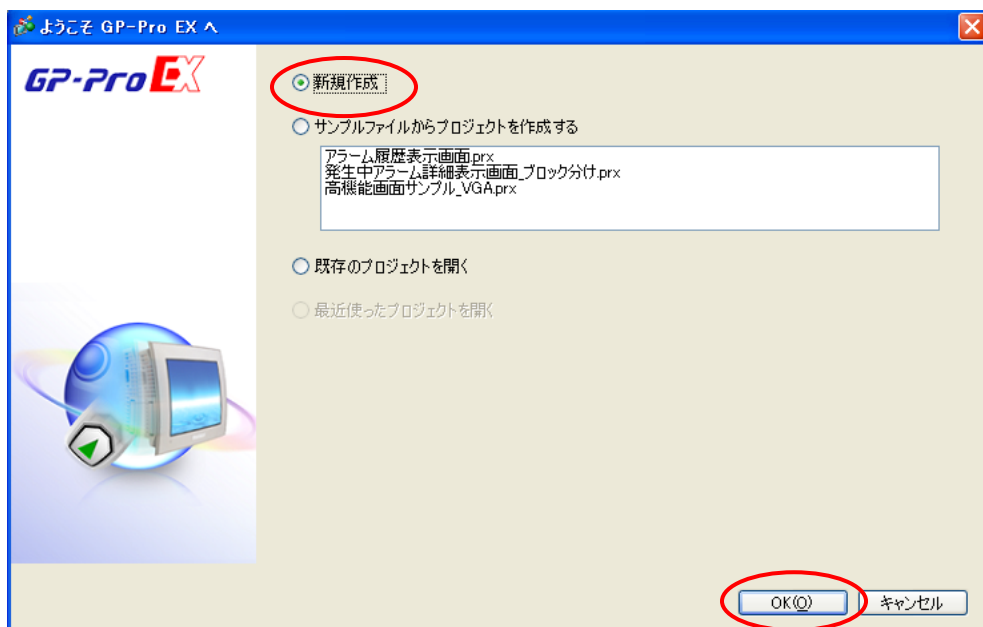 ようこそ GP-Pro EX へ
GP-Pro EX
新規作成
サンプルファイルからプロジェクトを作成する
アラーム履歴表示画面.prx
発生中アラーム詳細表示画面_ブロック分け.prx
高機能画面サンプル_VGA.prx
既存のプロジェクトを開く
最近使ったプロジェクトを開く
OK(O) キャンセル